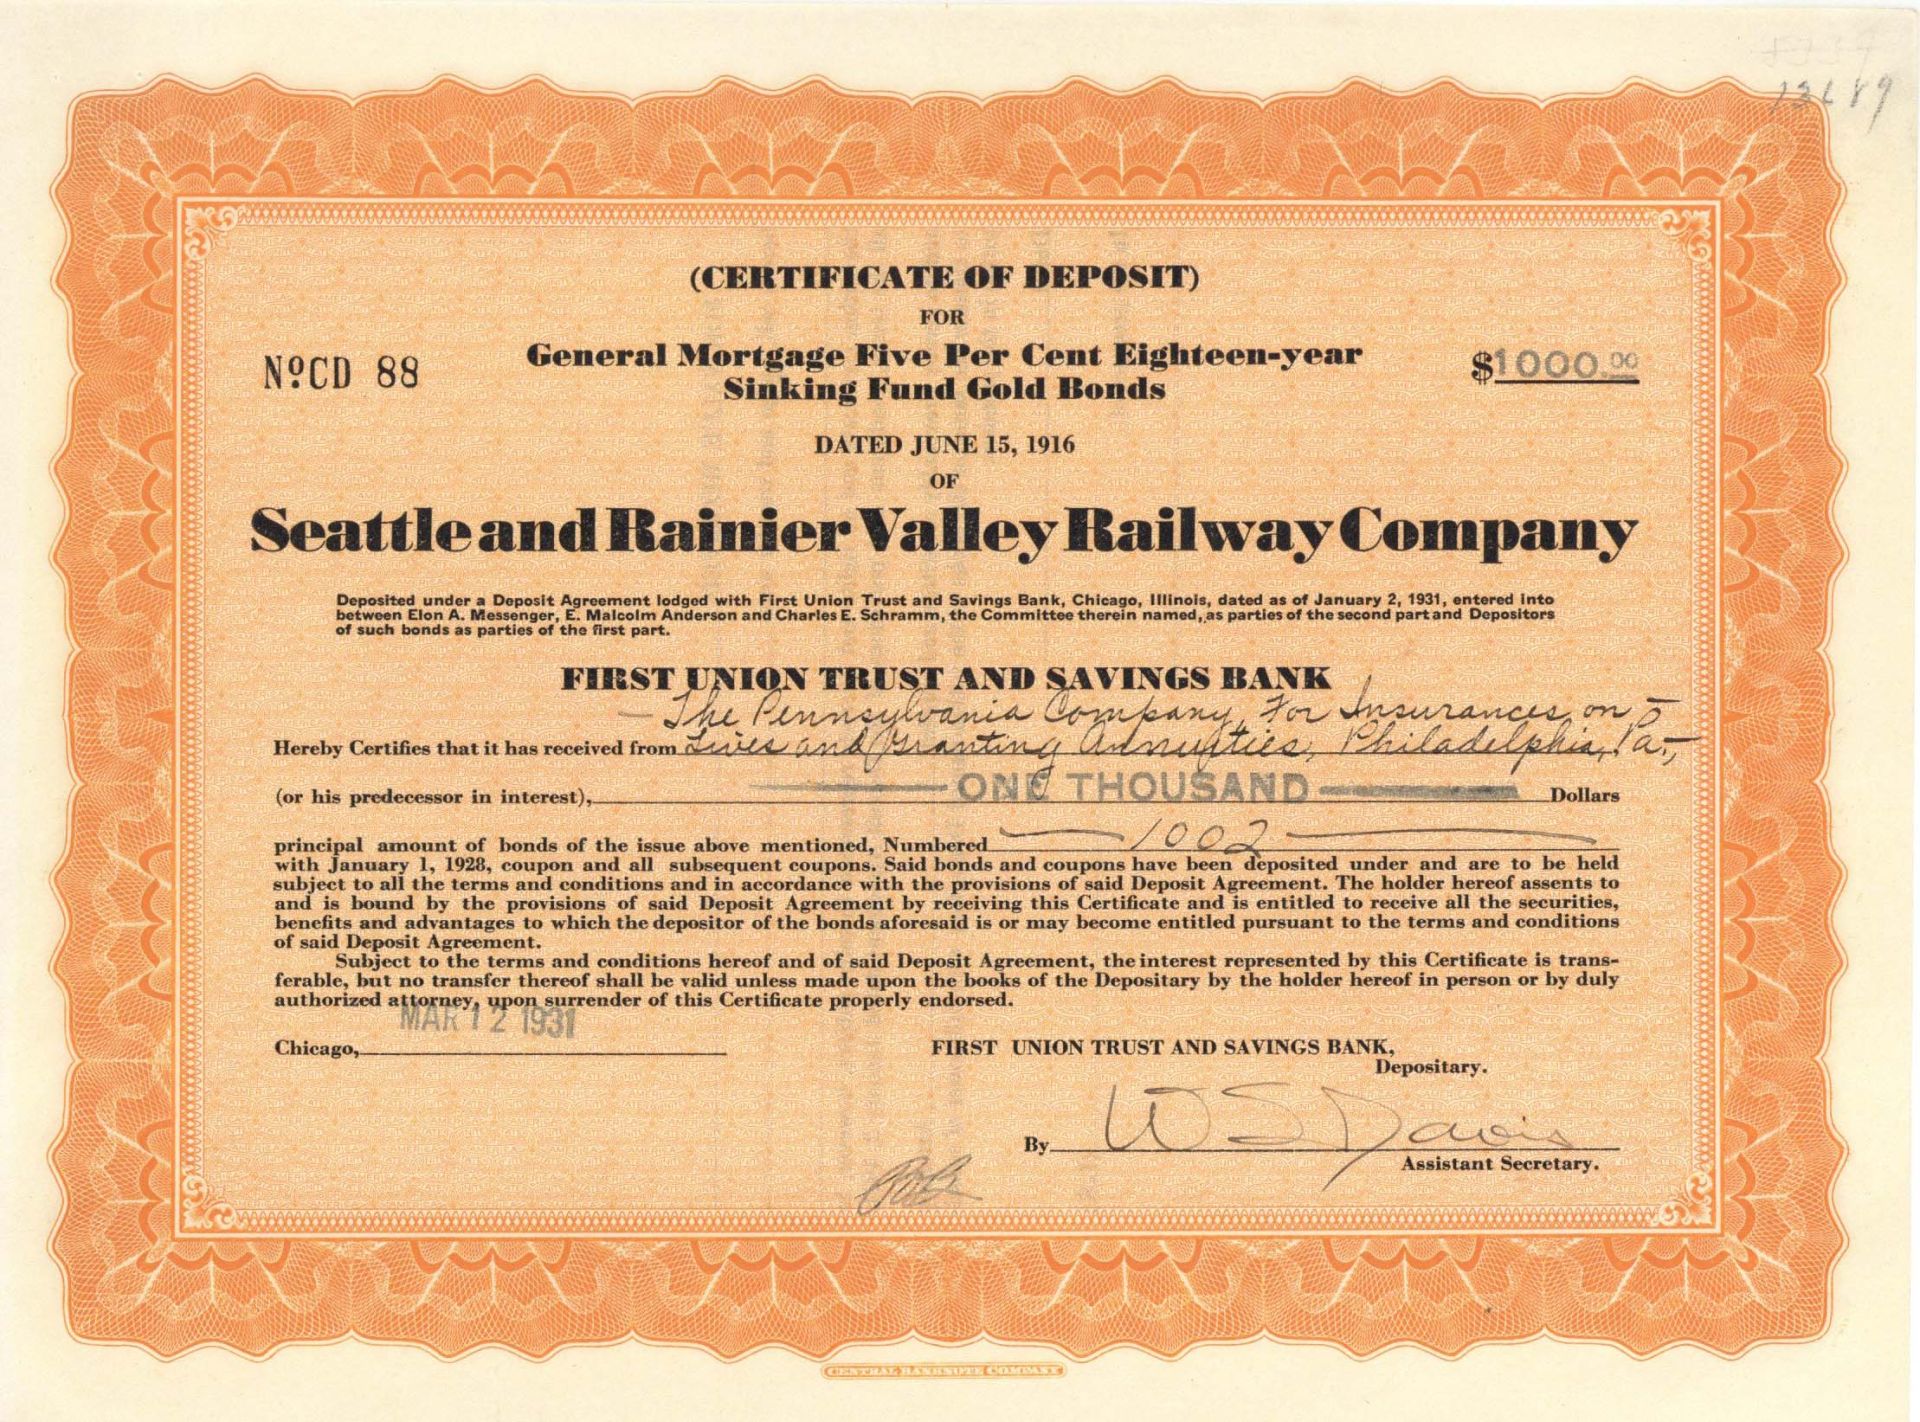 13689
(CERTIFICATE OF DEPOSIT)
FOR
NºCD 88
General Mortgage Five Per Cent Eighteen-year
$1000.00
Sinking Fund Gold Bonds
DATED JUNE 15, 1916
OF
Seattle and Rainier Valley Railway Company
Deposited under a Deposit Agreement lodged with First Union Trust and Savings Bank, Chicago, Illinois, dated as of January 2, 1931, entered into
between Elon A. Messenger, E. Malcolm Anderson and Charles E. Schramm, the Committee therein named, as parties of the second part and Depositors
of such bonds as parties of the first part.
FIRST UNION TRUST AND SAVINGS BANK
— The Pennsylvania Company, For Insurances on —
Hereby Certifies that it has received from Lives and Granting Annuities, Philadelphia, Pa.,—
(or his predecessor in interest), ONE THOUSAND Dollars
principal amount of bonds of the issue above mentioned, Numbered — 1002 —
with January 1, 1928, coupon and all subsequent coupons. Said bonds and coupons have been deposited under and are to be held
subject to all the terms and conditions and in accordance with the provisions of said Deposit Agreement. The holder hereof assents to
and is bound by the provisions of said Deposit Agreement by receiving this Certificate and is entitled to receive all the securities,
benefits and advantages to which the depositor of the bonds aforesaid is or may become entitled pursuant to the terms and conditions
of said Deposit Agreement.
Subject to the terms and conditions hereof and of said Deposit Agreement, the interest represented by this Certificate is trans-
ferable, but no transfer thereof shall be valid unless made upon the books of the Depositary by the holder hereof in person or by duly
authorized attorney, upon surrender of this Certificate properly endorsed.
MAR 12 1931
Chicago,
FIRST UNION TRUST AND SAVINGS BANK,
Depositary.
By W S Davis
Assistant Secretary.
CENTRAL BANKNOTE COMPANY